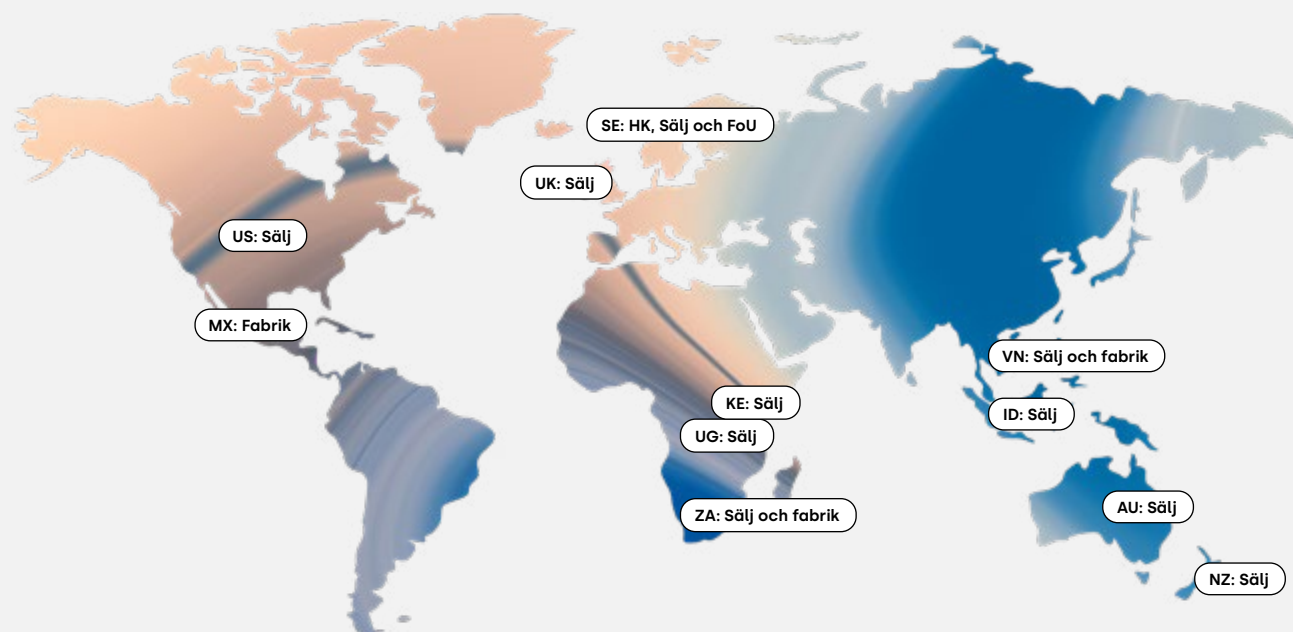 SE: HK, Sälj och FoU
UK: Sälj
US: Sälj
MX: Fabrik
VN: Sälj och fabrik
KE: Sälj
ID: Sälj
UG: Sälj
AU: Sälj
ZA: Sälj och fabrik
NZ: Sälj